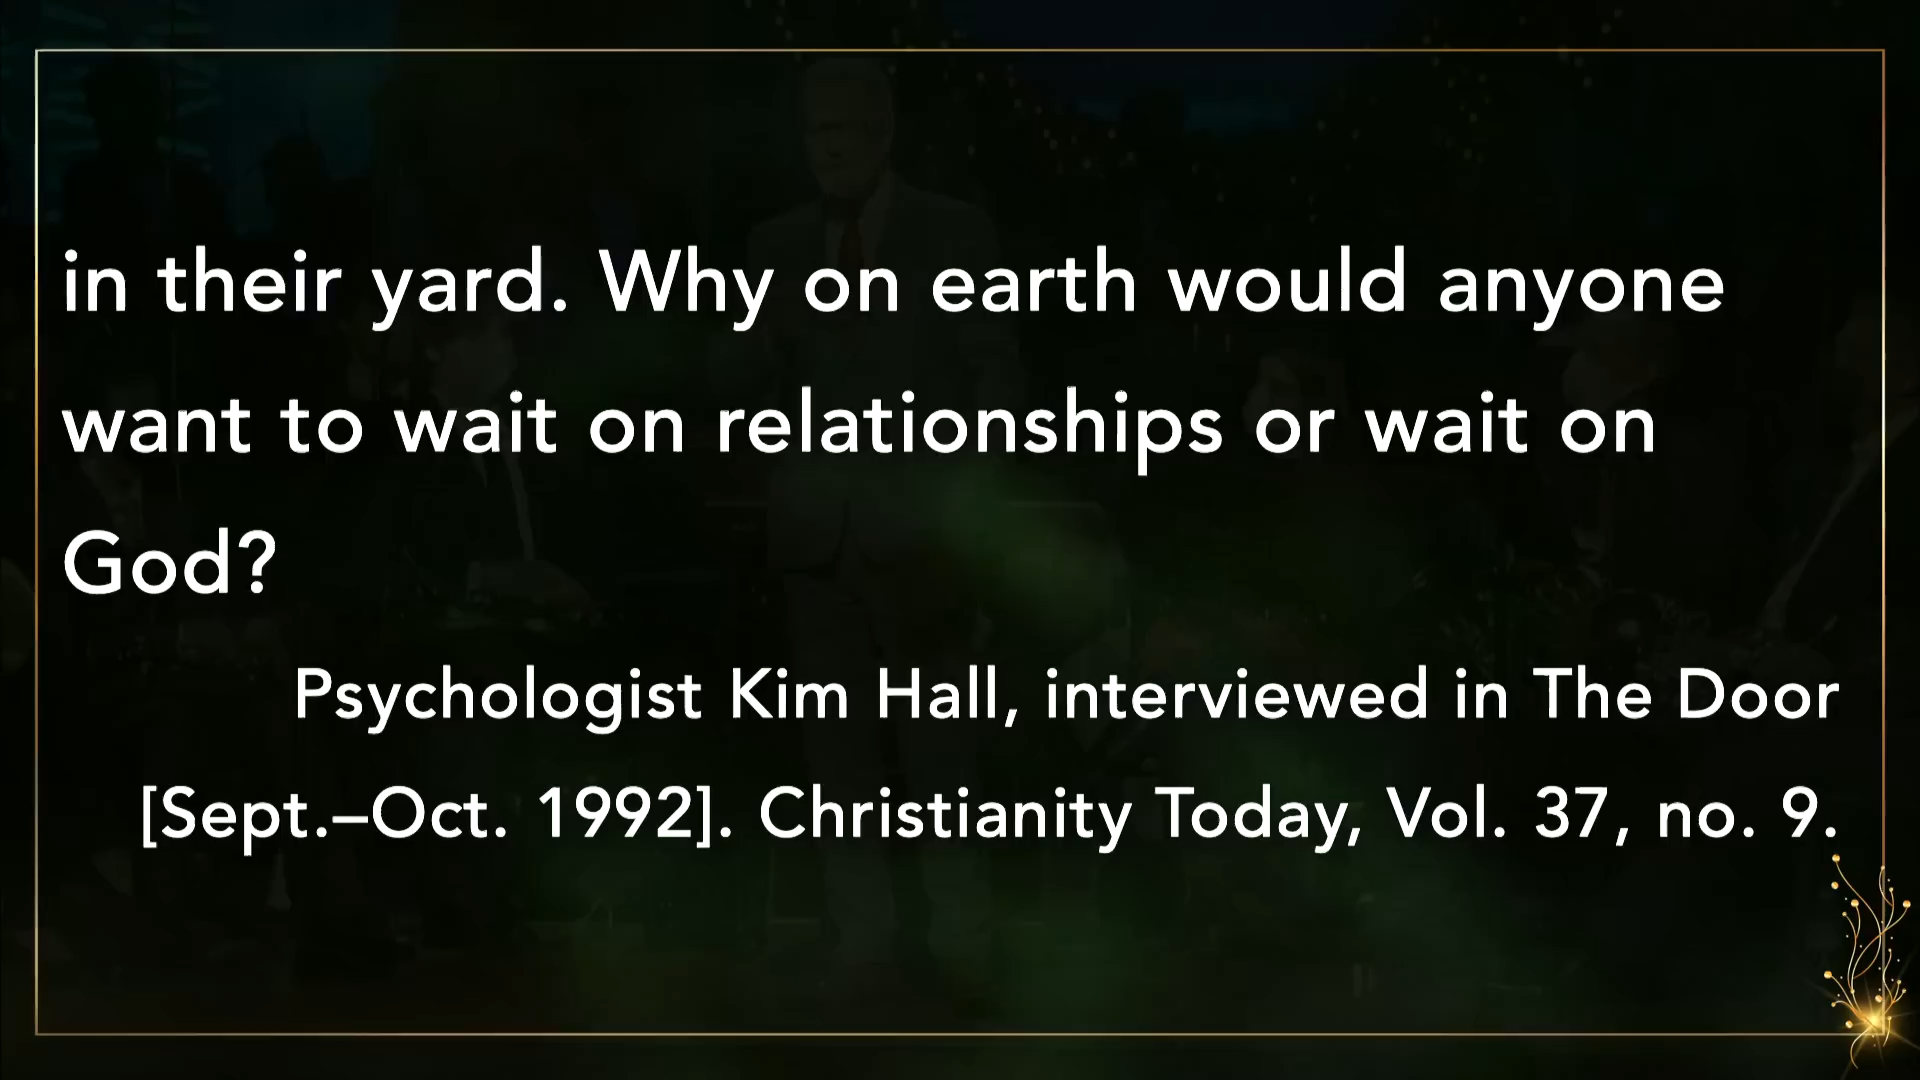 in their yard. Why on earth would anyone
want to wait on relationships or wait on
God?
Psychologist Kim Hall, interviewed in The Door
[Sept.–Oct. 1992]. Christianity Today, Vol. 37, no. 9.